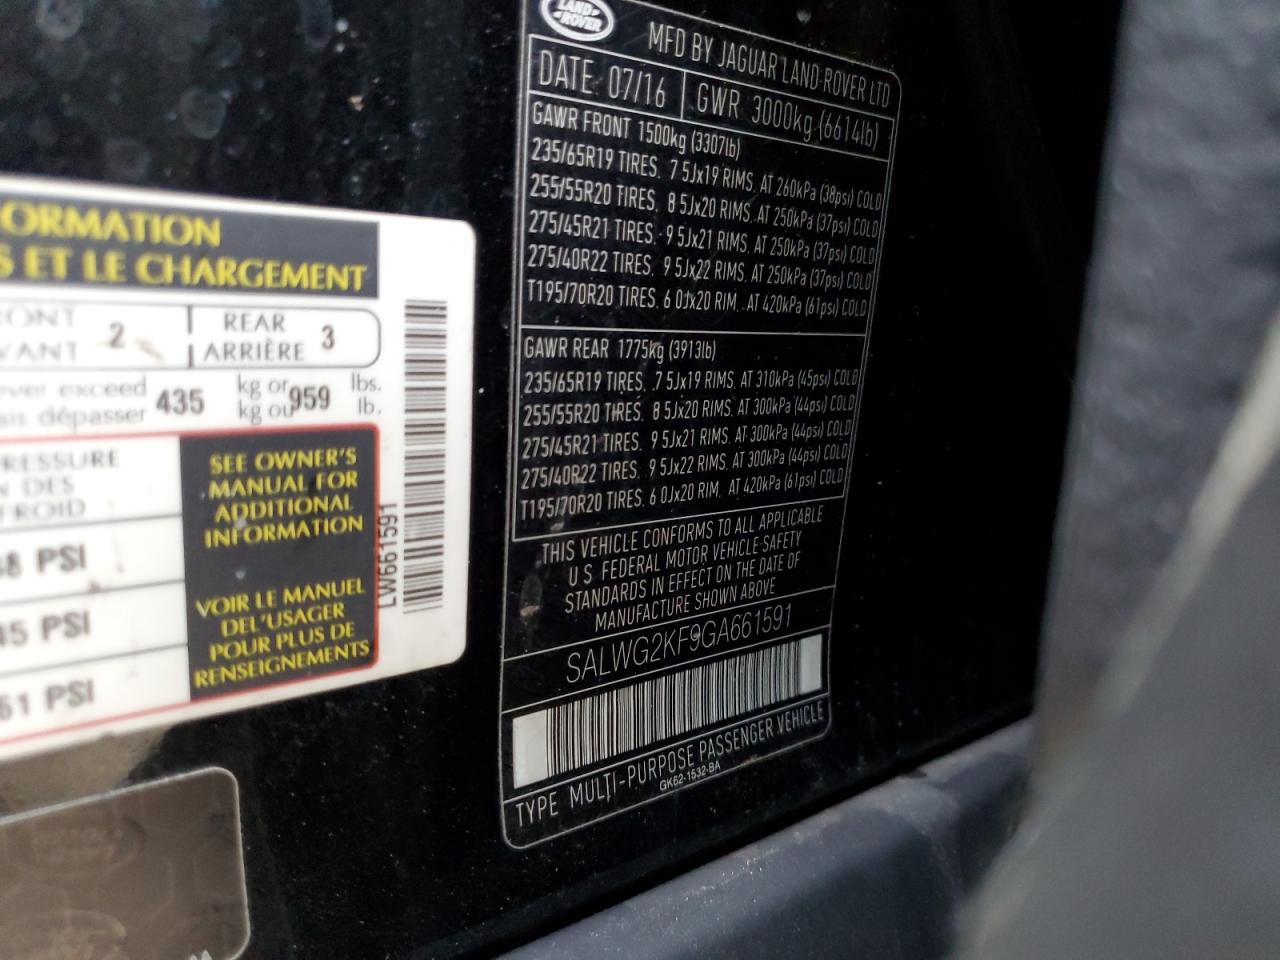 ORMATION
S ET LE CHARGEMENT
ONT
VANT
2
REAR
ARRIÈRE
3
ever exceed
ais dépasser
435
kg or
kg ou
959
lbs.
lb.
RESSURE
N DES
FROID
PSI
45 PSI
61 PSI
SEE OWNER'S
MANUAL FOR
ADDITIONAL
INFORMATION
VOIR LE MANUEL
DEL'USAGER
POUR PLUS DE
RENSEIGNEMENTS
LW661591
LAND
ROVER
MFD BY JAGUAR LAND ROVER LTD
DATE 07/16
GWR 3000kg (6614lb)
GAWR FRONT 1500kg (3307lb)
235/65R19 TIRES. 7 5Jx19 RIMS. AT 260kPa (38psi) COLD
255/55R20 TIRES. 8 5Jx20 RIMS. AT 250kPa (37psi) COLD
275/45R21 TIRES. 9 5Jx21 RIMS. AT 250kPa (37psi) COLD
275/40R22 TIRES. 9 5Jx22 RIMS. AT 250kPa (37psi) COLD
T195/70R20 TIRES. 6 0Jx20 RIM. AT 420kPa (61psi) COLD
GAWR REAR 1775kg (3913lb)
235/65R19 TIRES. 7 5Jx19 RIMS. AT 310kPa (45psi) COLD
255/55R20 TIRES. 8 5Jx20 RIMS. AT 300kPa (44psi) COLD
275/45R21 TIRES. 9 5Jx21 RIMS. AT 300kPa (44psi) COLD
275/40R22 TIRES. 9 5Jx22 RIMS. AT 300kPa (44psi) COLD
T195/70R20 TIRES. 6 0Jx20 RIM. AT 420kPa (61psi) COLD
THIS VEHICLE CONFORMS TO ALL APPLICABLE
U.S FEDERAL MOTOR VEHICLE SAFETY
STANDARDS IN EFFECT ON THE DATE OF
MANUFACTURE SHOWN ABOVE
SALWG2KF9GA661591
TYPE MULTI-PURPOSE PASSENGER VEHICLE
GK62-1532-BA